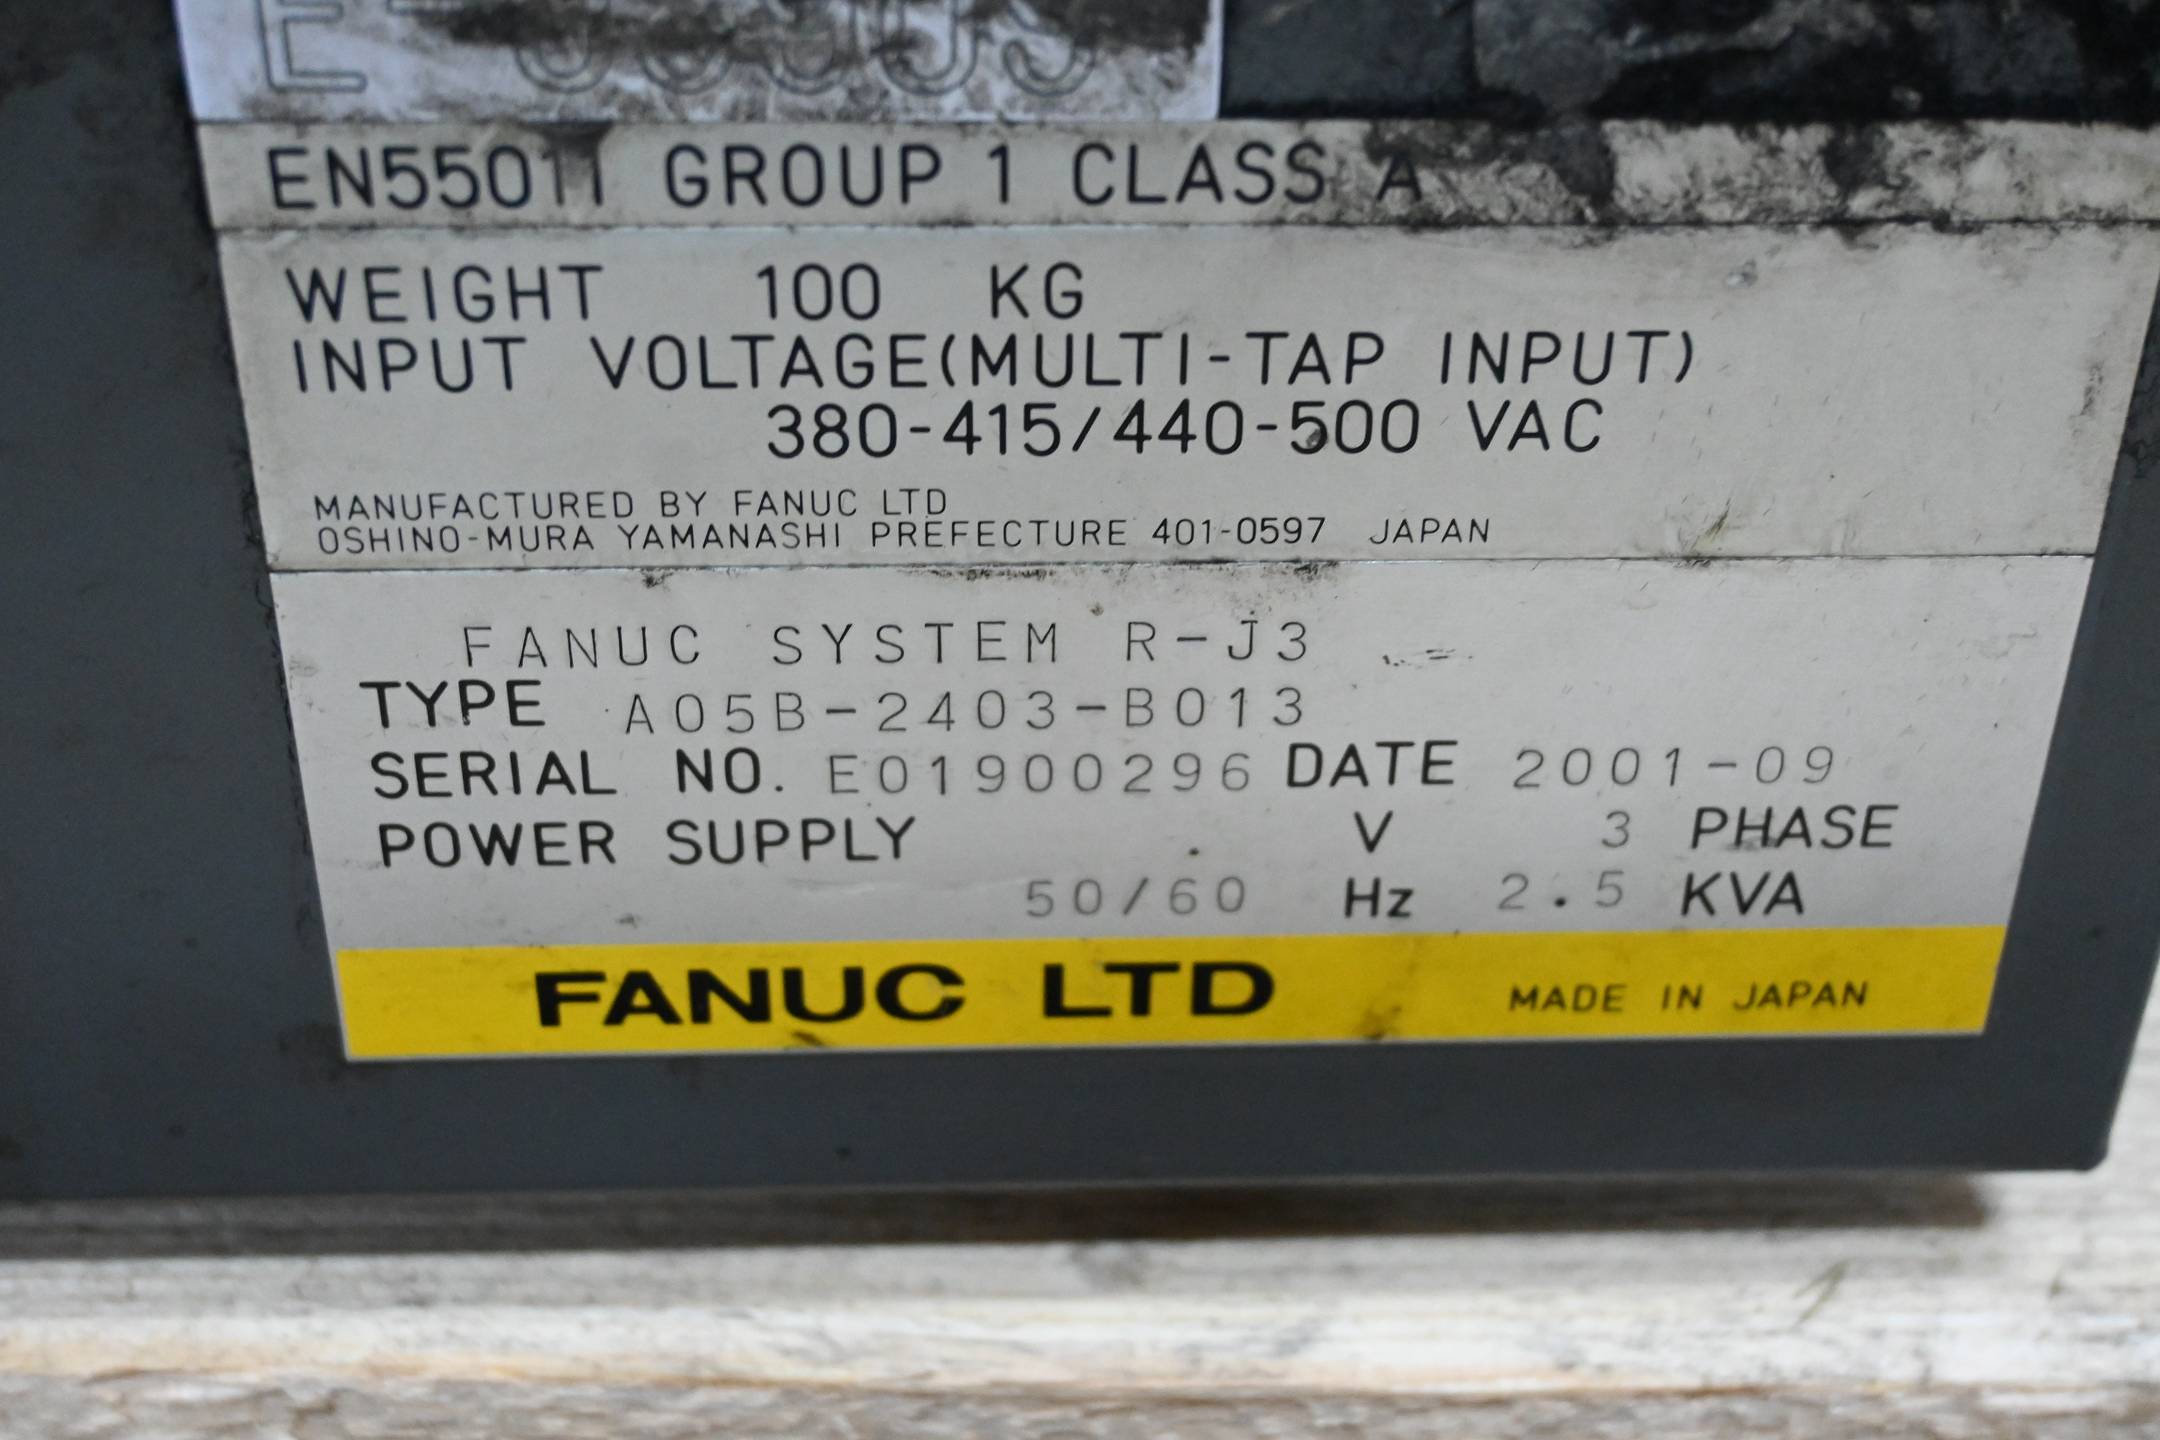 EN55011 GROUP 1 CLASS A
WEIGHT 100 KG
INPUT VOLTAGE(MULTI-TAP INPUT)
380-415/440-500 VAC
MANUFACTURED BY FANUC LTD
OSHINO-MURA YAMANASHI PREFECTURE 401-0597 JAPAN
FANUC SYSTEM R-J3
TYPE A05B-2403-B013
SERIAL NO. E01900296 DATE 2001-09
POWER SUPPLY V 3 PHASE
50/60 Hz 2.5 KVA
FANUC LTD MADE IN JAPAN